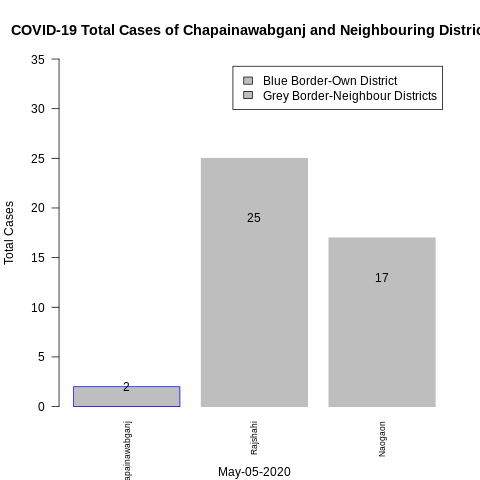 COVID-19 Total Cases of Chapainawabganj and Neighbouring Distric
35
30
25
20
15
10
5
0
Total Cases
Blue Border-Own District
Grey Border-Neighbour Districts
2
25
17
apainawabganj
Rajshahi
Naogaon
May-05-2020